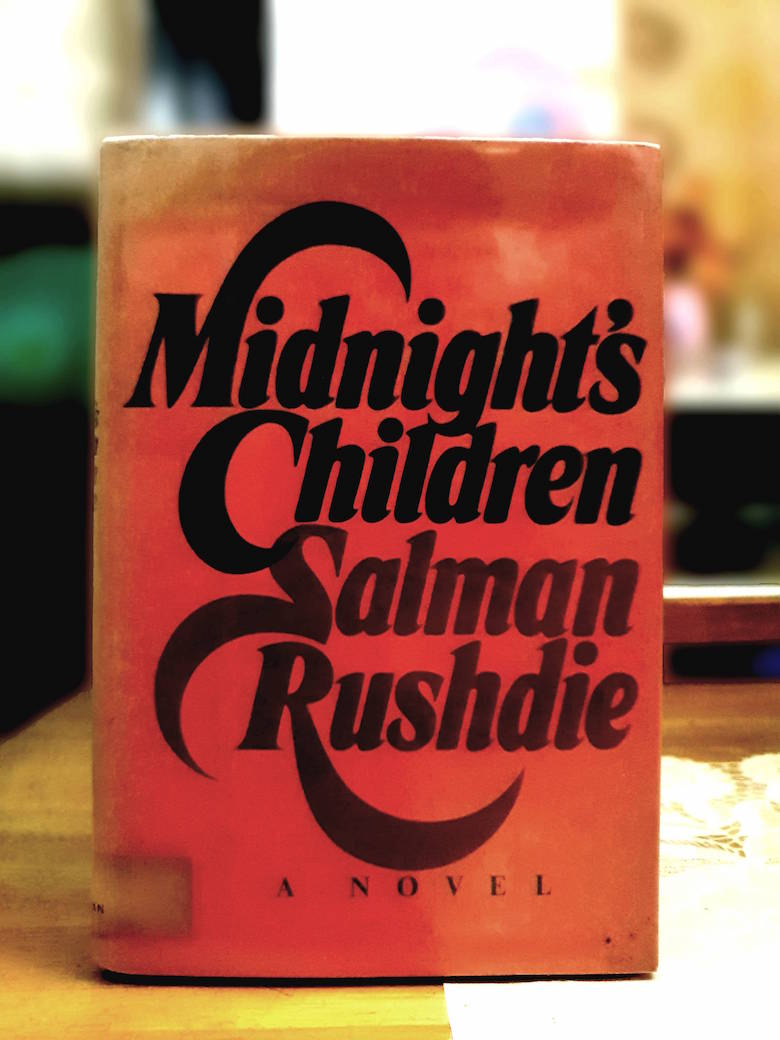 Midnight's
Children
Salman
Rushdie
A NOVEL